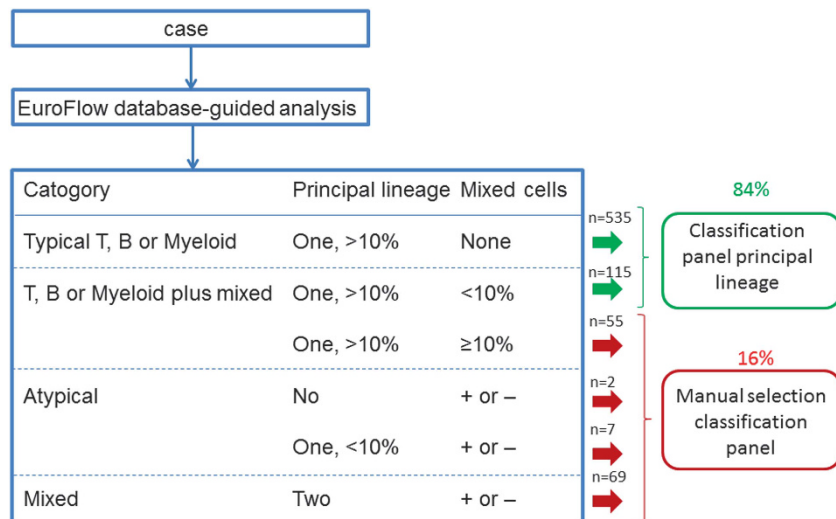 case
EuroFlow database-guided analysis
Catogory Principal lineage Mixed cells
84%
n=535
Typical T, B or Myeloid One, >10% None
Classification
panel principal
lineage
n=115
T, B or Myeloid plus mixed One, >10% <10%
n=55
One, >10% ≥10%
16%
n=2
Atypical No + or –
Manual selection
classification
panel
n=7
One, <10% + or –
n=69
Mixed Two + or –